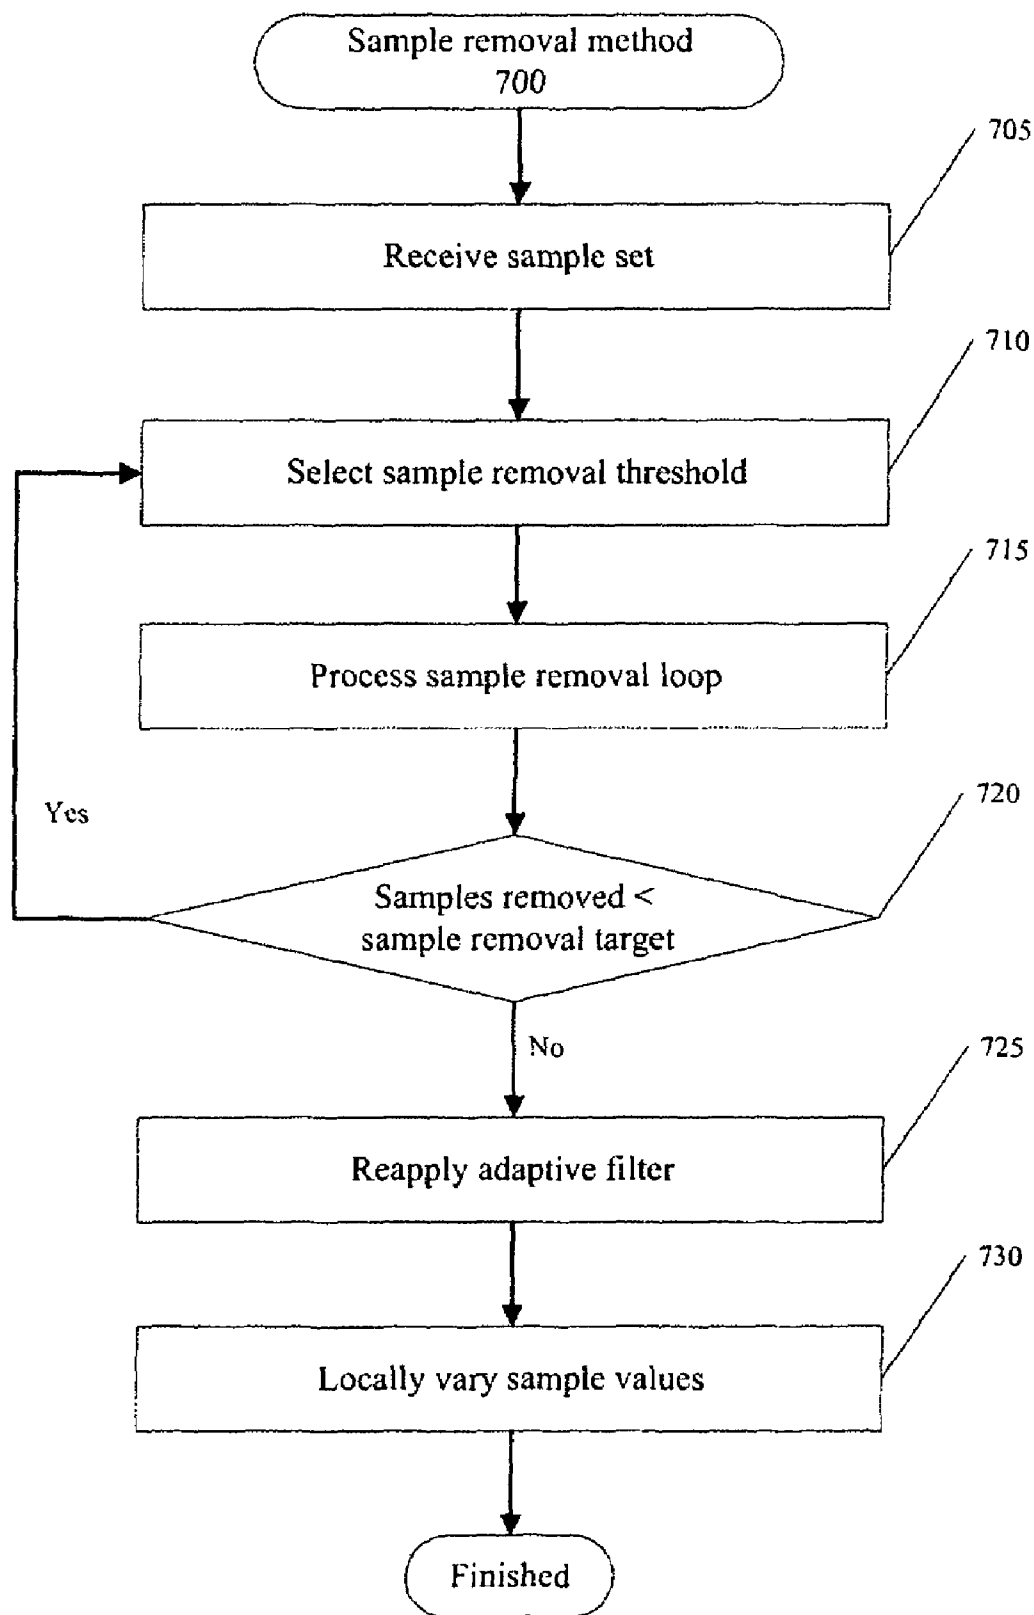 Sample removal method
700
705
Receive sample set
710
Select sample removal threshold
715
Process sample removal loop
Yes
720
Samples removed <
sample removal target
No
725
Reapply adaptive filter
730
Locally vary sample values
Finished